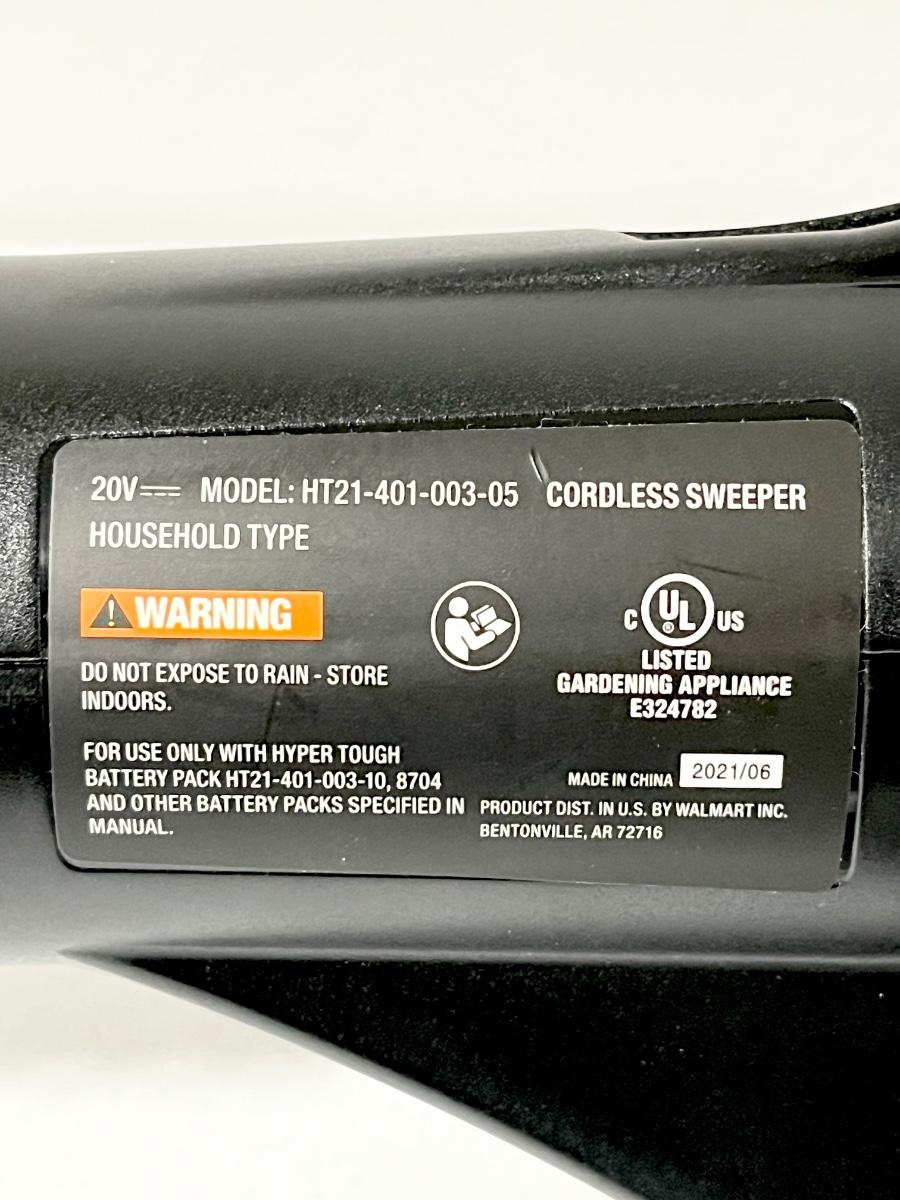 20V⎓ MODEL: HT21-401-003-05 CORDLESS SWEEPER
HOUSEHOLD TYPE
WARNING
DO NOT EXPOSE TO RAIN - STORE
INDOORS.
FOR USE ONLY WITH HYPER TOUGH
BATTERY PACK HT21-401-003-10, 8704
AND OTHER BATTERY PACKS SPECIFIED IN
MANUAL.
C UL ® US
LISTED
GARDENING APPLIANCE
E324782
MADE IN CHINA 2021/06
PRODUCT DIST. IN U.S. BY WALMART INC.
BENTONVILLE, AR 72716